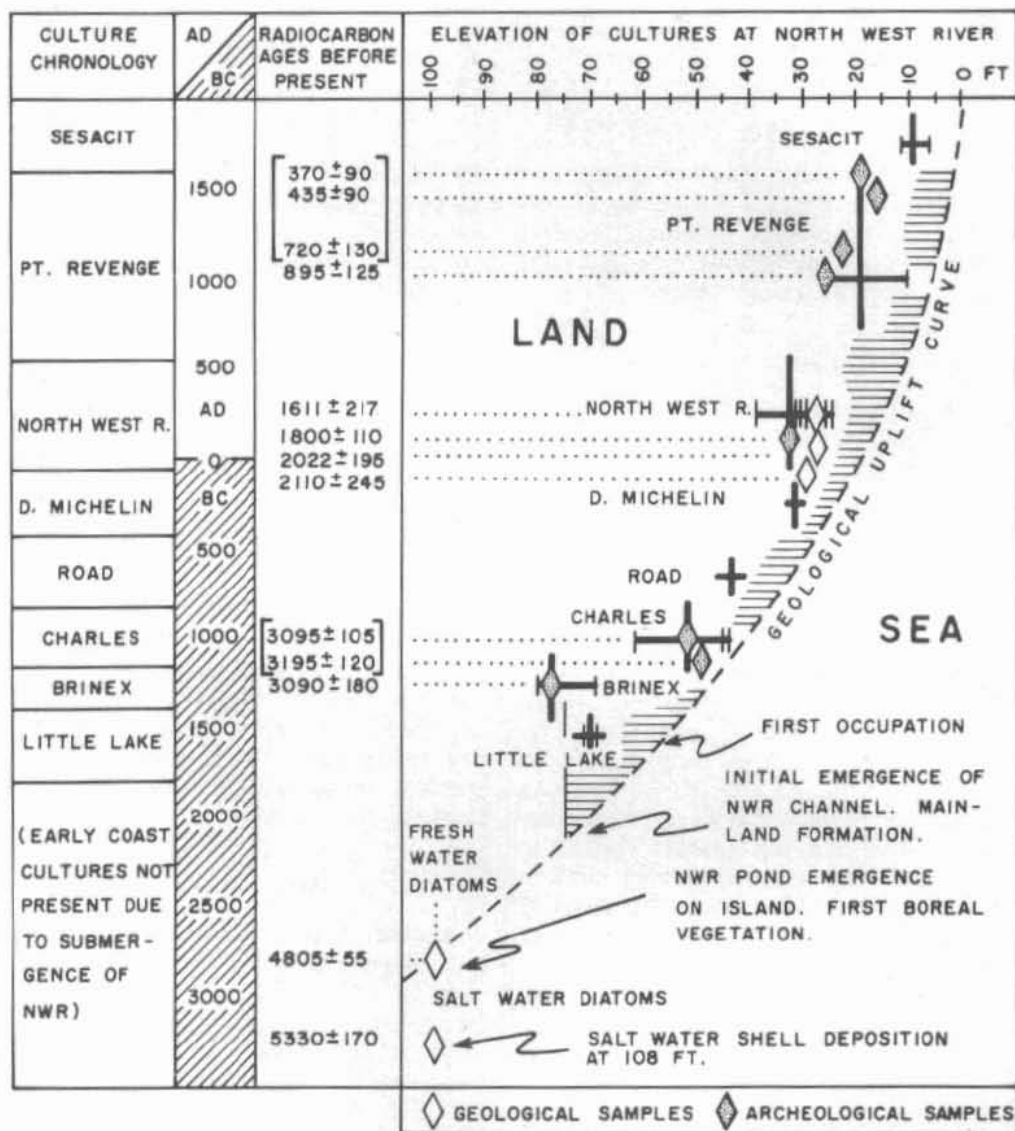 CULTURE
CHRONOLOGY
AD
BC
RADIOCARBON
AGES BEFORE
PRESENT
ELEVATION OF CULTURES AT NORTH WEST RIVER
100 90 80 70 60 50 40 30 20 10 0 FT
SESACIT
PT. REVENGE
NORTH WEST R.
D. MICHELIN
ROAD
CHARLES
BRINEX
LITTLE LAKE
(EARLY COAST
CULTURES NOT
PRESENT DUE
TO SUBMER-
GENCE OF
NWR)
1500
1000
500
AD
0
BC
500
1000
1500
2000
2500
3000
370±90
435±90
720±130
895±125
1611±217
1800±110
2022±195
2110±245
3095±105
3195±120
3090±180
4805±55
5330±170
SESACIT
PT. REVENGE
LAND
NORTH WEST R.
D. MICHELIN
ROAD
CHARLES
BRINEX
LITTLE LAKE
GEOLOGICAL UPLIFT CURVE
SEA
FIRST OCCUPATION
INITIAL EMERGENCE OF
NWR CHANNEL. MAIN-
LAND FORMATION.
FRESH
WATER
DIATOMS
NWR POND EMERGENCE
ON ISLAND. FIRST BOREAL
VEGETATION.
SALT WATER DIATOMS
SALT WATER SHELL DEPOSITION
AT 108 FT.
GEOLOGICAL SAMPLES
ARCHEOLOGICAL SAMPLES